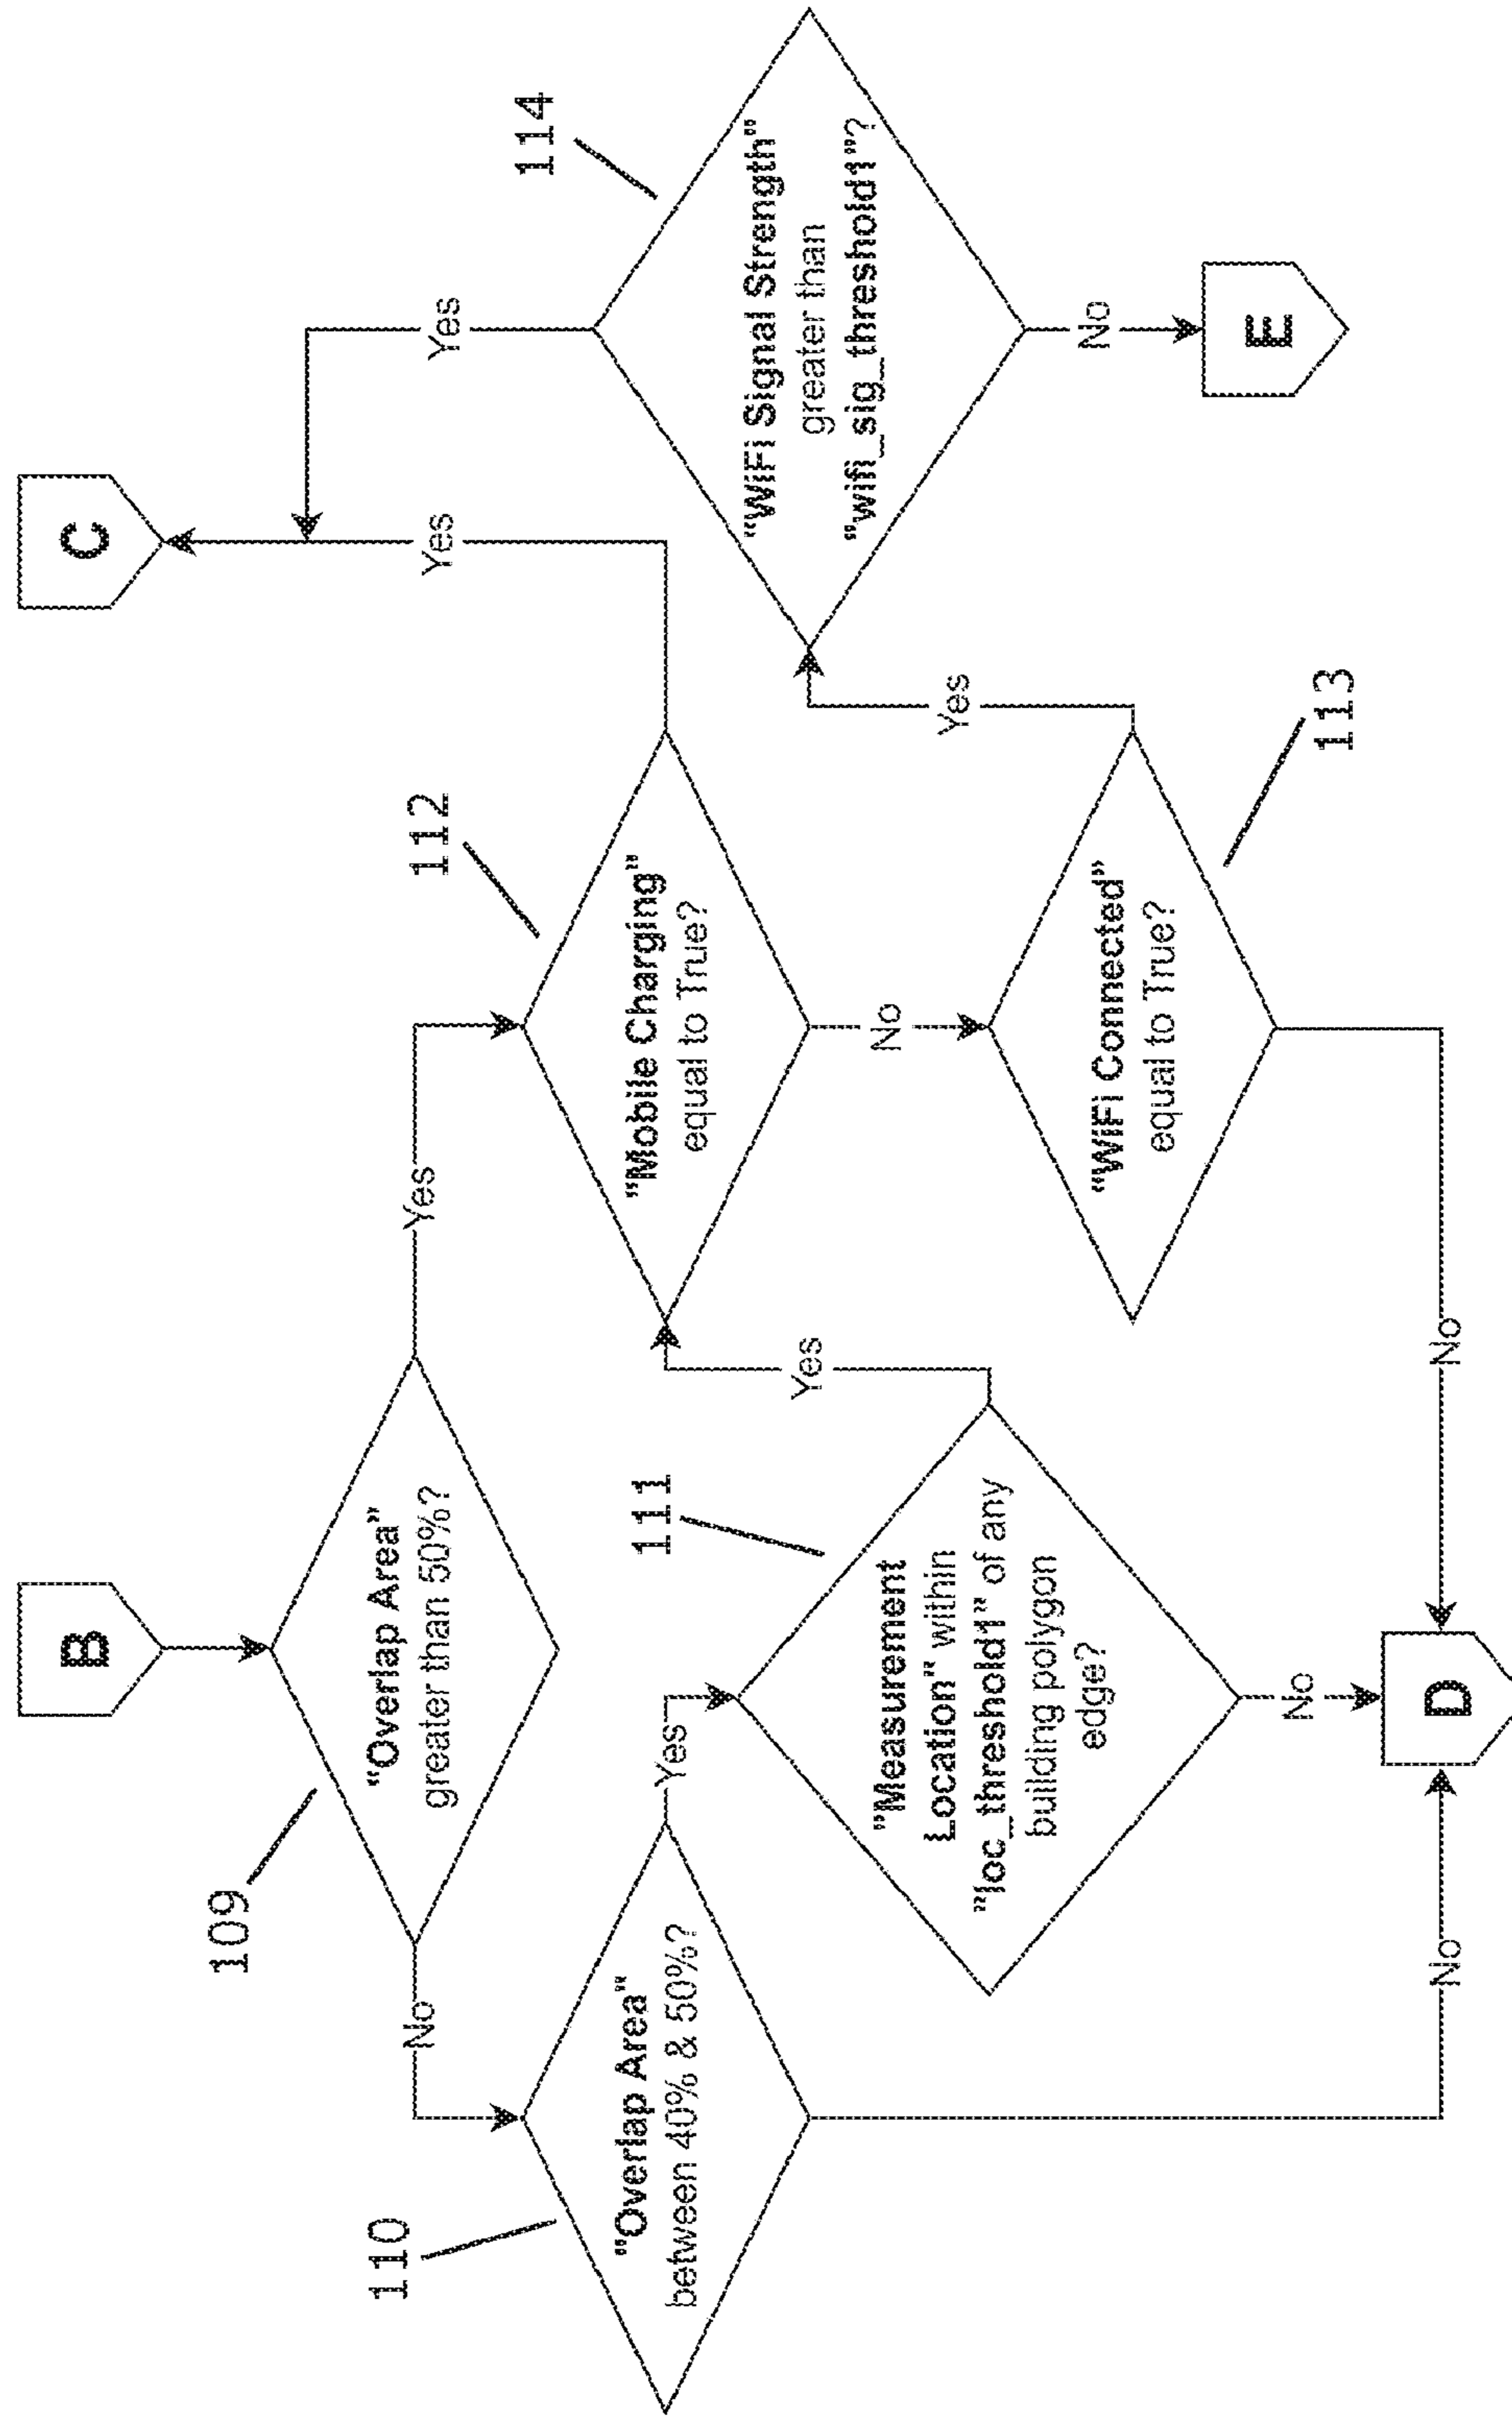 B
C
109
"Overlap Area"
greater than 50%?
No
Yes
110
"Overlap Area"
between 40% & 50%?
Yes
No
111
"Measurement
Location" within
"loc_threshold1" of any
building polygon
edge?
Yes
No
112
"Mobile Charging"
equal to True?
Yes
No
113
"WiFi Connected"
equal to True?
Yes
No
114
"WiFi Signal Strength"
greater than
"wifi_sig_threshold1"?
Yes
No
D
E